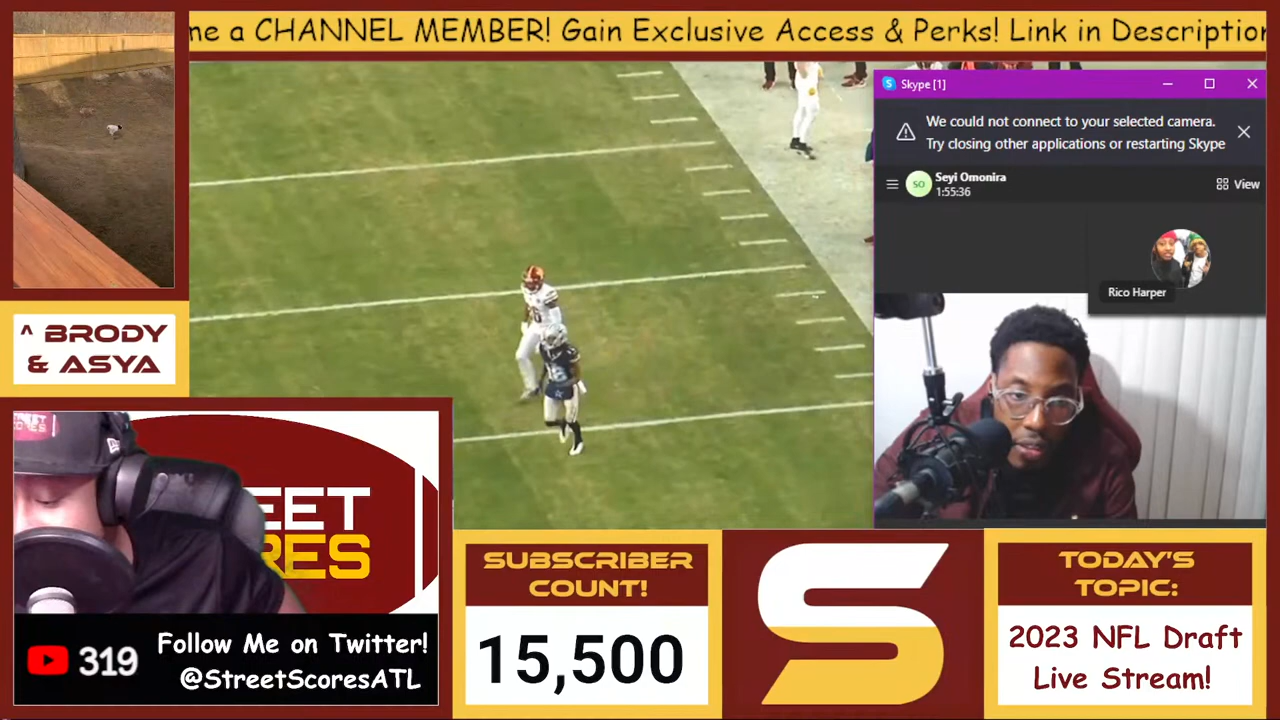 me a CHANNEL MEMBER! Gain Exclusive Access & Perks! Link in Description
Skype [1]
We could not connect to your selected camera.
Try closing other applications or restarting Skype
SO
Seyi Omonira
1:55:36
View
Rico Harper
^ BRODY
& ASYA
EET
RES
319
Follow Me on Twitter!
@StreetScoresATL
SUBSCRIBER
COUNT!
15,500
S
TODAY'S
TOPIC:
2023 NFL Draft
Live Stream!